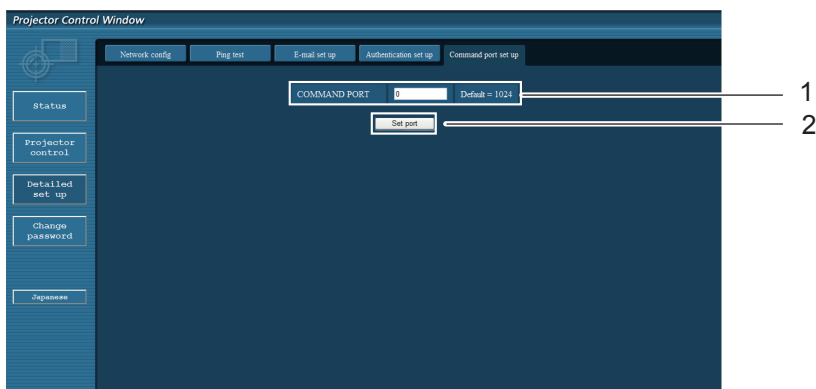 Projector Control Window
Network config
Ping test
E-mail set up
Authentication set up
Command port set up
COMMAND PORT
0
Default = 1024
1
Set port
2
Status
Projector
control
Detailed
set up
Change
password
Japanese